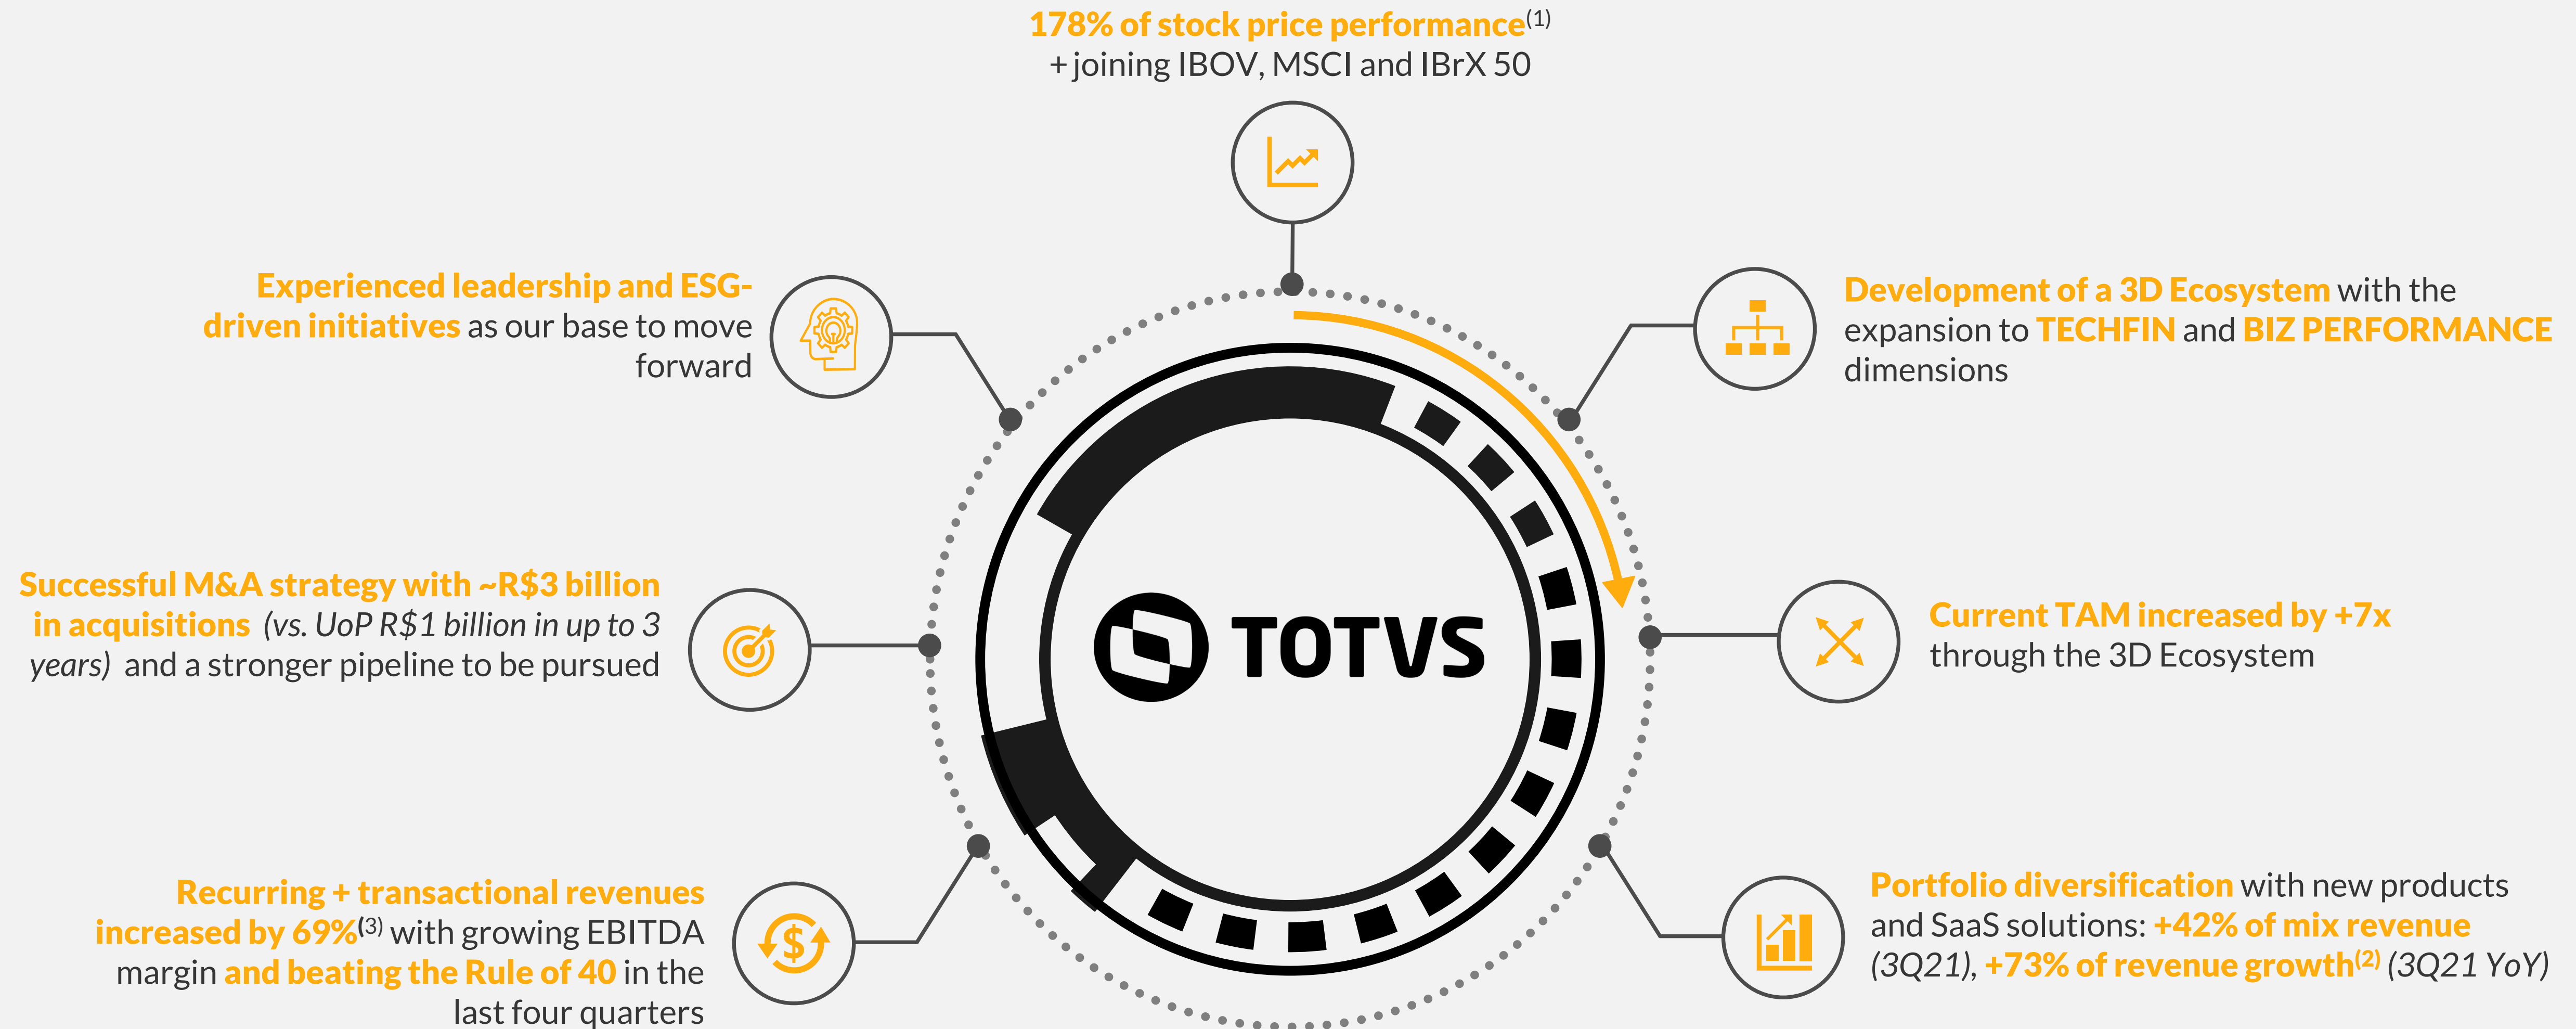 178% of stock price performance(1)
+ joining IBOV, MSCI and IBrX 50
Experienced leadership and ESG-
driven initiatives as our base to move
forward
Development of a 3D Ecosystem with the
expansion to TECHFIN and BIZ PERFORMANCE
dimensions
Successful M&A strategy with ~R$3 billion
in acquisitions (vs. UoP R$1 billion in up to 3
years) and a stronger pipeline to be pursued
TOTVS
Current TAM increased by +7x
through the 3D Ecosystem
Recurring + transactional revenues
increased by 69%(3) with growing EBITDA
margin and beating the Rule of 40 in the
last four quarters
$
Portfolio diversification with new products
and SaaS solutions: +42% of mix revenue
(3Q21), +73% of revenue growth(2) (3Q21 YoY)